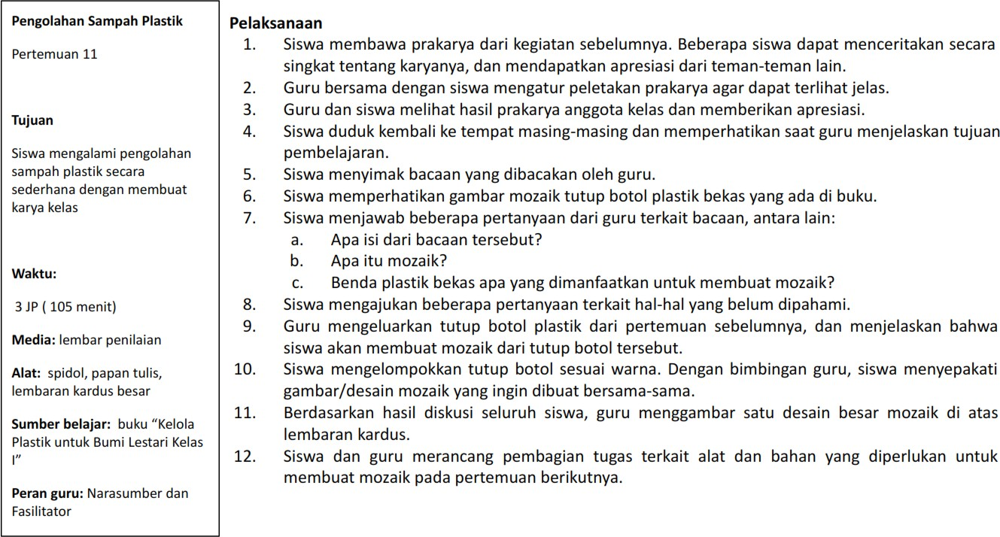 Pengolahan Sampah Plastik
Pertemuan 11
Tujuan
Siswa mengalami pengolahan
sampah plastik secara
sederhana dengan membuat
karya kelas
Waktu:
3 JP ( 105 menit)
Media: lembar penilaian
Alat: spidol, papan tulis,
lembaran kardus besar
Sumber belajar: buku “Kelola
Plastik untuk Bumi Lestari Kelas
I”
Peran guru: Narasumber dan
Fasilitator
Pelaksanaan
1. Siswa membawa prakarya dari kegiatan sebelumnya. Beberapa siswa dapat menceritakan secara
singkat tentang karyanya, dan mendapatkan apresiasi dari teman-teman lain.
2. Guru bersama dengan siswa mengatur peletakan prakarya agar dapat terlihat jelas.
3. Guru dan siswa melihat hasil prakarya anggota kelas dan memberikan apresiasi.
4. Siswa duduk kembali ke tempat masing-masing dan memperhatikan saat guru menjelaskan tujuan
pembelajaran.
5. Siswa menyimak bacaan yang dibacakan oleh guru.
6. Siswa memperhatikan gambar mozaik tutup botol plastik bekas yang ada di buku.
7. Siswa menjawab beberapa pertanyaan dari guru terkait bacaan, antara lain:
a. Apa isi dari bacaan tersebut?
b. Apa itu mozaik?
c. Benda plastik bekas apa yang dimanfaatkan untuk membuat mozaik?
8. Siswa mengajukan beberapa pertanyaan terkait hal-hal yang belum dipahami.
9. Guru mengeluarkan tutup botol plastik dari pertemuan sebelumnya, dan menjelaskan bahwa
siswa akan membuat mozaik dari tutup botol tersebut.
10. Siswa mengelompokkan tutup botol sesuai warna. Dengan bimbingan guru, siswa menyepakati
gambar/desain mozaik yang ingin dibuat bersama-sama.
11. Berdasarkan hasil diskusi seluruh siswa, guru menggambar satu desain besar mozaik di atas
lembaran kardus.
12. Siswa dan guru merancang pembagian tugas terkait alat dan bahan yang diperlukan untuk
membuat mozaik pada pertemuan berikutnya.